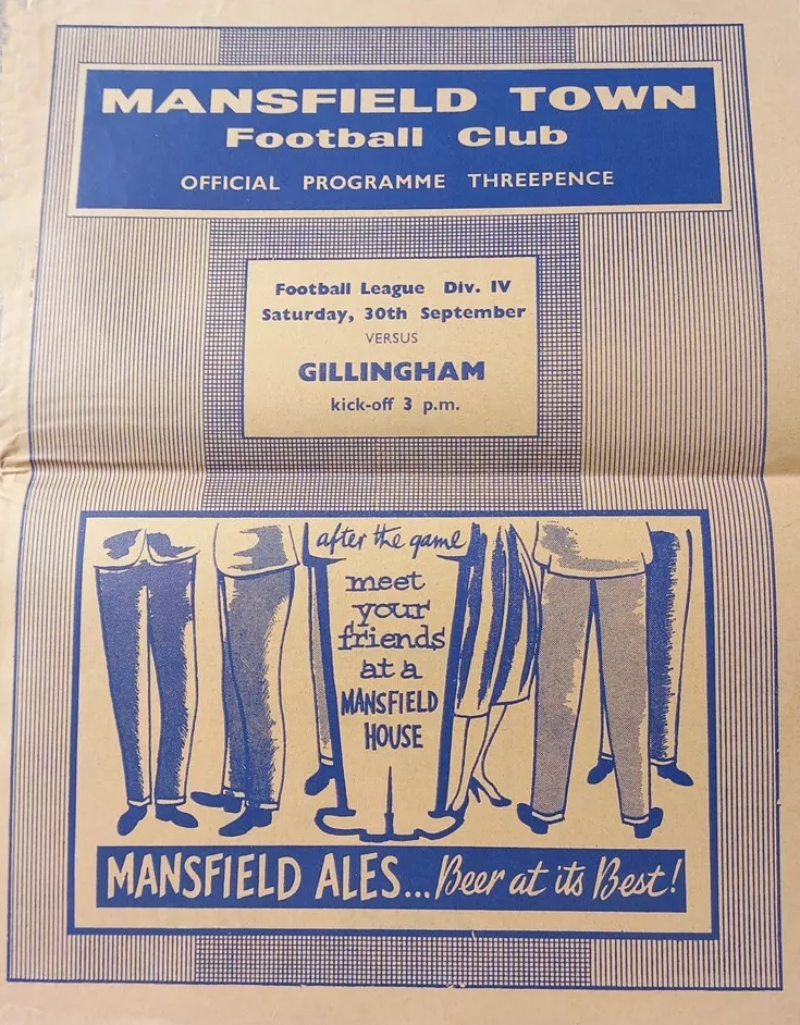 MANSFIELD TOWN
Football Club
OFFICIAL PROGRAMME THREEPENCE
Football League Div. IV
Saturday, 30th September
VERSUS
GILLINGHAM
kick-off 3 p.m.
after the game
meet
your
friends
at a
MANSFIELD
HOUSE
MANSFIELD ALES... Beer at its Best!